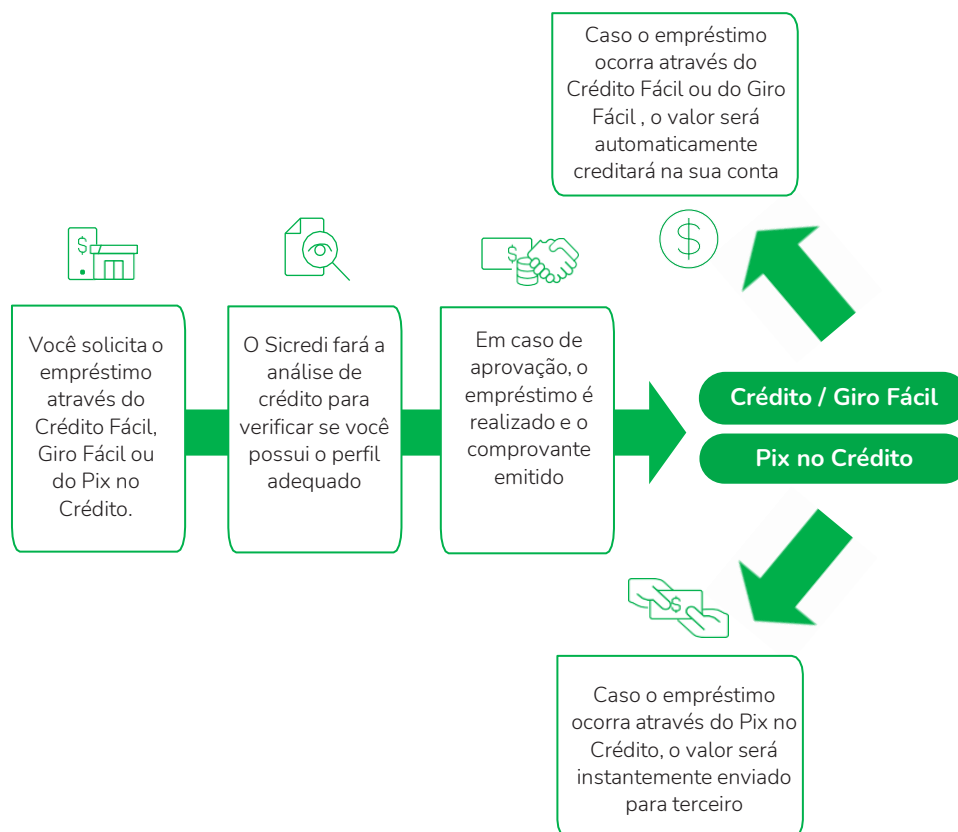 Caso o empréstimo
ocorra através do
Crédito Fácil ou do Giro
Fácil , o valor será
automaticamente
creditará na sua conta
$
$
$
Você solicita o
empréstimo
através do
Crédito Fácil,
Giro Fácil ou
do Pix no
Crédito.
O Sicredi fará a
análise de
crédito para
verificar se você
possui o perfil
adequado
Em caso de
aprovação, o
empréstimo é
realizado e o
comprovante
emitido
Crédito / Giro Fácil
Pix no Crédito
$
Caso o empréstimo
ocorra através do Pix no
Crédito, o valor será
instantemente enviado
para terceiro